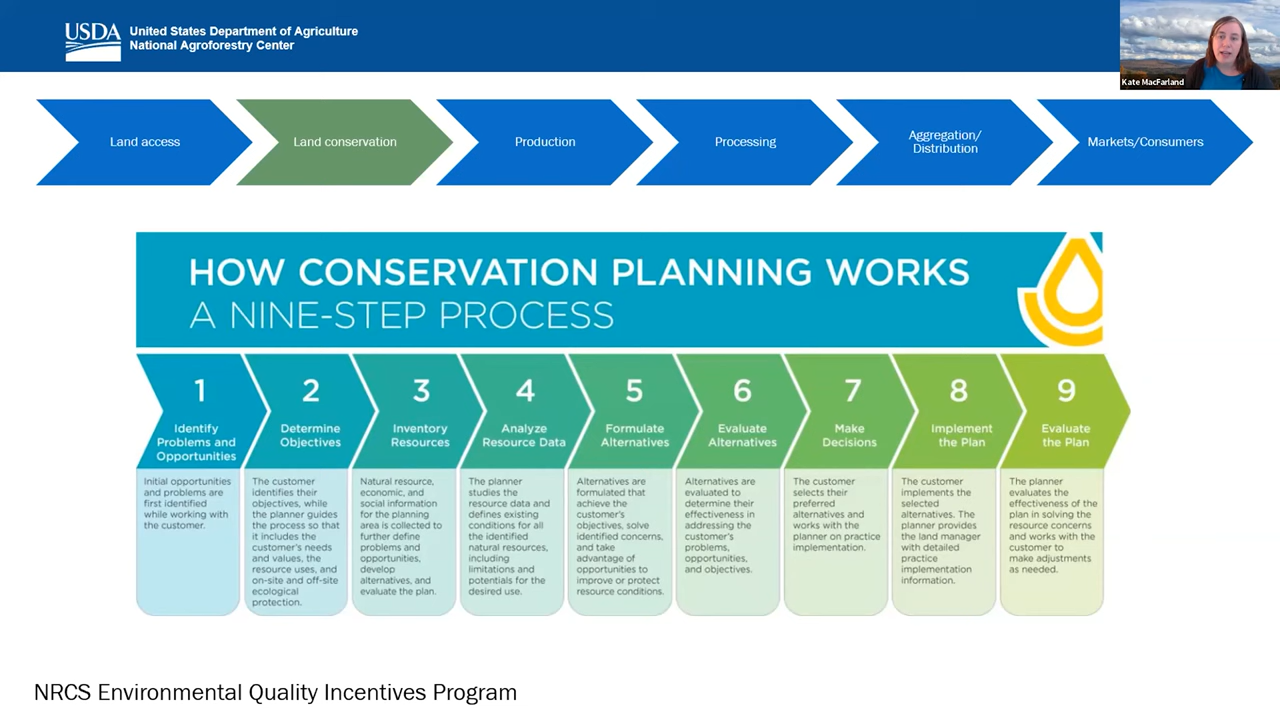 USDA
United States Department of Agriculture
National Agroforestry Center
Kate MacFarland
Land access
Land conservation
Production
Processing
Aggregation/
Distribution
Markets/Consumers
HOW CONSERVATION PLANNING WORKS
A NINE-STEP PROCESS
1
Identify
Problems and
Opportunities
Initial opportunities
and problems are
first identified
while working with
the customer.
2
Determine
Objectives
The customer
identifies their
objectives, while
the planner guides
the process so that
it includes the
customer's needs
and values, the
resource uses, and
on-site and off-site
ecological
protection.
3
Inventory
Resources
Natural resource,
economic, and
social information
for the planning
area is collected to
further define
problems and
opportunities,
develop
alternatives, and
evaluate the plan.
4
Analyze
Resource Data
The planner
studies the
resource data and
defines existing
conditions for all
the identified
natural resources,
including
limitations and
potentials for the
desired use.
5
Formulate
Alternatives
Alternatives are
formulated that
achieve the
customer's
objectives, solve
identified concerns,
and take
advantage of
opportunities to
improve or protect
resource conditions.
6
Evaluate
Alternatives
Alternatives are
evaluated to
determine their
effectiveness in
addressing the
customer's
problems,
opportunities,
and objectives.
7
Make
Decisions
The customer
selects their
preferred
alternatives and
works with the
planner on practice
implementation.
8
Implement
the Plan
The customer
implements the
selected
alternatives. The
planner provides
the land manager
with detailed
practice
implementation
information.
9
Evaluate
the Plan
The planner
evaluates the
effectiveness of the
plan in solving the
resource concerns
and works with the
customer to
make adjustments
as needed.
NRCS Environmental Quality Incentives Program